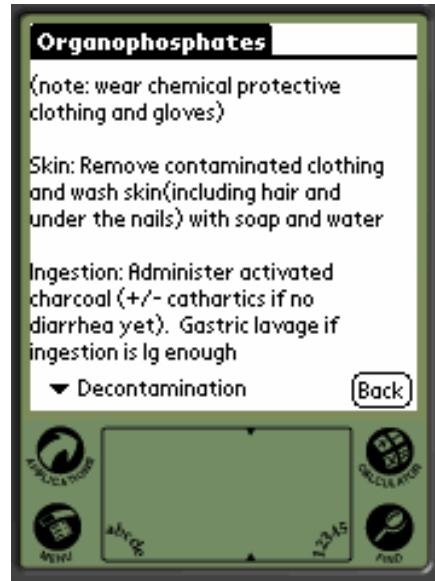 Organophosphates
(note: wear chemical protective
clothing and gloves)
Skin: Remove contaminated clothing
and wash skin(including hair and
under the nails) with soap and water
Ingestion: Administer activated
charcoal (+/- cathartics if no
diarrhea yet).  Gastric lavage if
ingestion is lg enough
Decontamination
Back
APPLICATIONS
CALCULATOR
MENU
abcde
12345
FIND